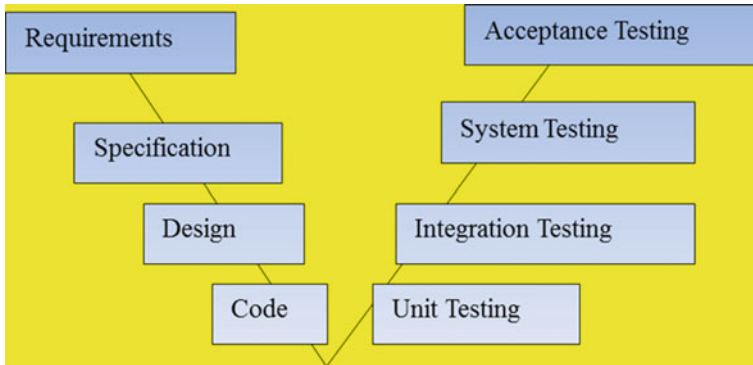 Requirements
Acceptance Testing
Specification
System Testing
Design
Integration Testing
Code
Unit Testing